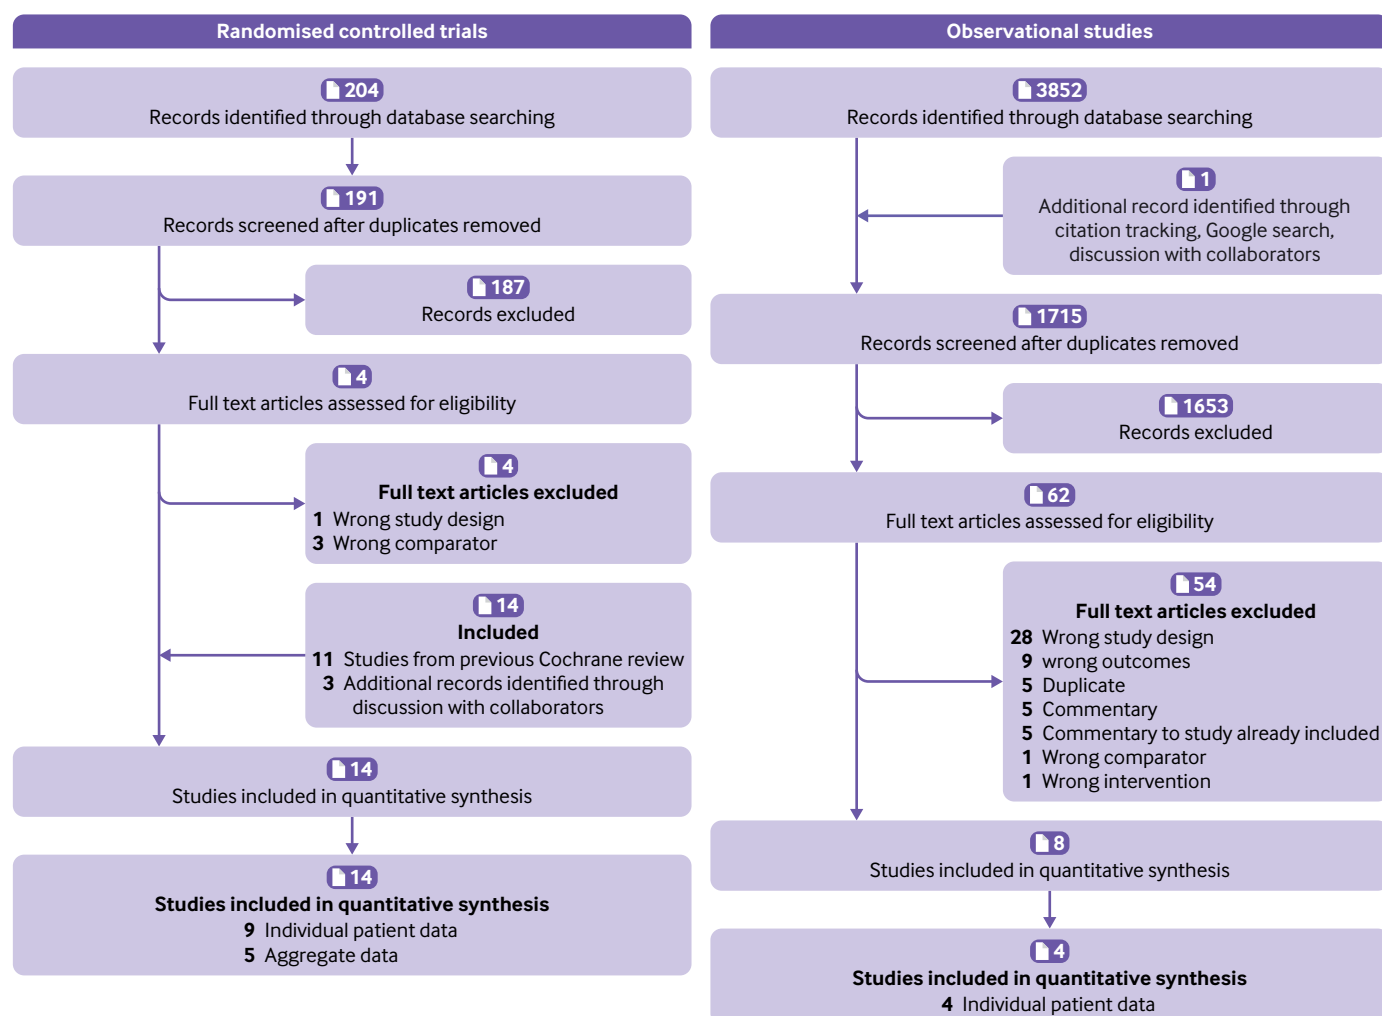 Randomised controlled trials
204
Records identified through database searching
191
Records screened after duplicates removed
187
Records excluded
4
Full text articles assessed for eligibility
4
Full text articles excluded
1 Wrong study design
3 Wrong comparator
14
Included
11 Studies from previous Cochrane review
3 Additional records identified through
discussion with collaborators
14
Studies included in quantitative synthesis
14
Studies included in quantitative synthesis
9 Individual patient data
5 Aggregate data
Observational studies
3852
Records identified through database searching
1
Additional record identified through
citation tracking, Google search,
discussion with collaborators
1715
Records screened after duplicates removed
1653
Records excluded
62
Full text articles assessed for eligibility
54
Full text articles excluded
28 Wrong study design
9 wrong outcomes
5 Duplicate
5 Commentary
5 Commentary to study already included
1 Wrong comparator
1 Wrong intervention
8
Studies included in quantitative synthesis
4
Studies included in quantitative synthesis
4 Individual patient data